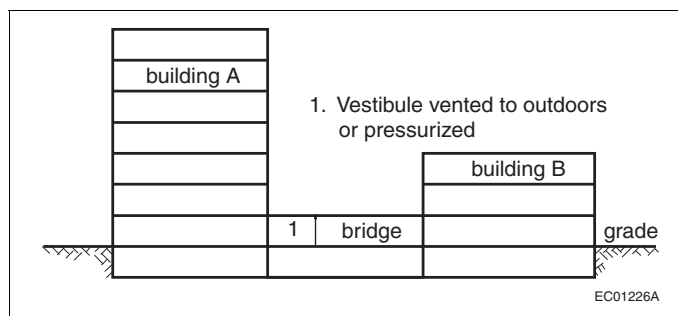 building A
1. Vestibule vented to outdoors
or pressurized
building B
1
bridge
grade
EC01226A